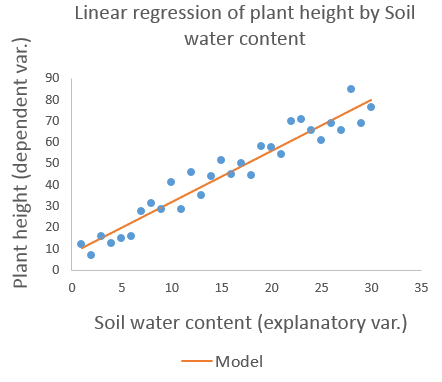 Linear regression of plant height by Soil
water content
Plant height (dependent var.)
90
80
70
60
50
40
30
20
10
0
0 5 10 15 20 25 30 35
Soil water content (explanatory var.)
Model